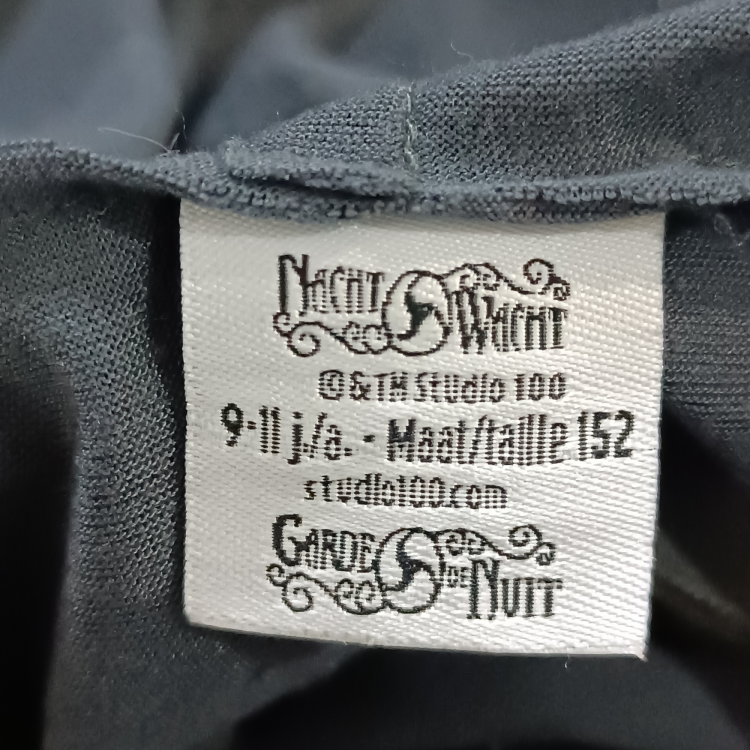 NACHT WACHT
©&TM Studio 100
9-11 j./a. - Maat/taille 152
studio100.com
GARDE DE NUIT